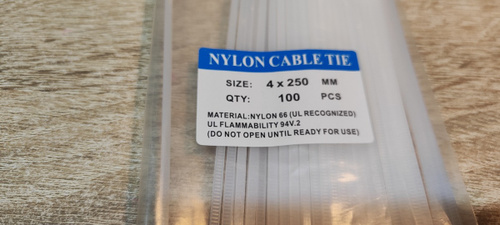 NYLON CABLE TIE
SIZE: 4 x 250 MM
QTY: 100 PCS
MATERIAL:NYLON 66 (UL RECOGNIZED)
UL FLAMMABILITY 94V.2
(DO NOT OPEN UNTIL READY FOR USE)